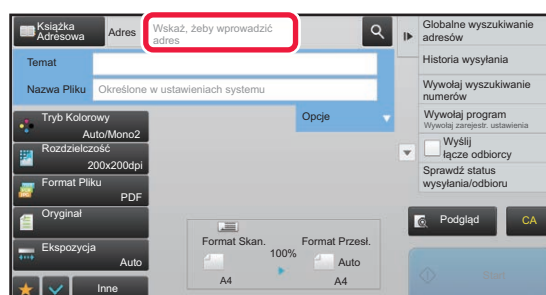 Książka
Adresowa
Adres
Wskaż, żeby wprowadzić
adres
Temat
Nazwa Pliku
Określone w ustawieniach systemu
Opcje
Tryb Kolorowy
Auto/Mono2
Rozdzielczość
200x200dpi
Format Pliku
PDF
Oryginał
Ekspozycja
Auto
Inne
Format Skan.
100%
Format Przesł.
Auto
A4
A4
Globalne wyszukiwanie
adresów
Historia wysyłania
Wywołaj wyszukiwanie
numerów
Wywołaj program
Wywołaj zarejestr. ustawienia
Wyślij
łącze odbiorcy
Sprawdź status
wysyłania/odbioru
Podgląd
CA
Start